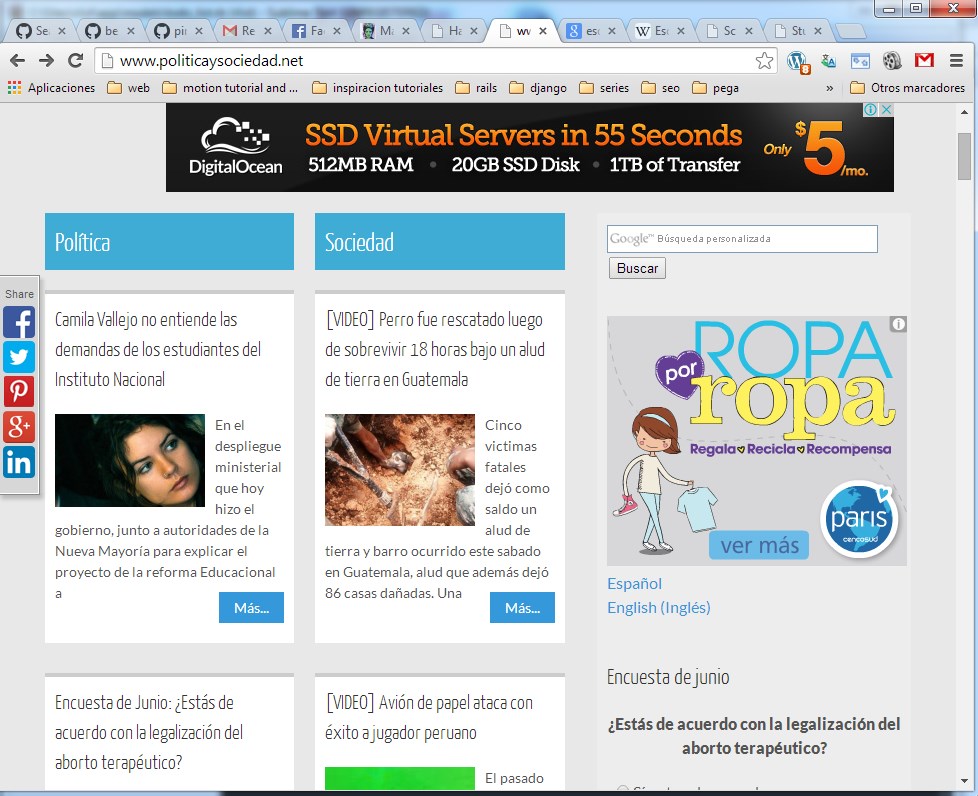 be
Re
Fa
www.politicaysociedad.net
Aplicaciones
web
motion tutorial and ...
inspiracion tutoriales
rails
django
series
seo
pega
»
Otros marcadores
DigitalOcean
SSD Virtual Servers in 55 Seconds
512MB RAM • 20GB SSD Disk • 1TB of Transfer
Only $5/mo.
Política
Sociedad
Google™ Búsqueda personalizada
Buscar
Share
Camila Vallejo no entiende las
demandas de los estudiantes del
Instituto Nacional
En el
despliegue
ministerial
que hoy
hizo el
gobierno, junto a autoridades de la
Nueva Mayoría para explicar el
proyecto de la reforma Educacional
a
Más...
[VIDEO] Perro fue rescatado luego
de sobrevivir 18 horas bajo un alud
de tierra en Guatemala
Cinco
victimas
fatales
dejó como
saldo un
alud de
tierra y barro ocurrido este sabado
en Guatemala, alud que además dejó
86 casas dañadas. Una
Más...
ROPA
por
ropa
Regala Recicla Recompensa
paris
cencosud
ver más
Español
English (Inglés)
Encuesta de junio
¿Estás de acuerdo con la legalización del
aborto terapéutico?
Encuesta de Junio: ¿Estás de
acuerdo con la legalización del
aborto terapéutico?
[VIDEO] Avión de papel ataca con
éxito a jugador peruano
El pasado